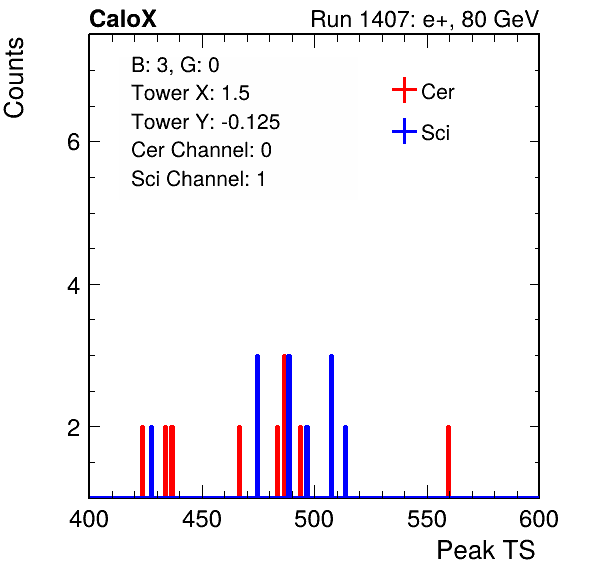 CaloX Run 1407: e+, 80 GeV
Counts
B: 3, G: 0
Tower X: 1.5
Tower Y: -0.125
Cer Channel: 0
Sci Channel: 1
Cer
Sci
6
4
2
400 450 500 550 600
Peak TS